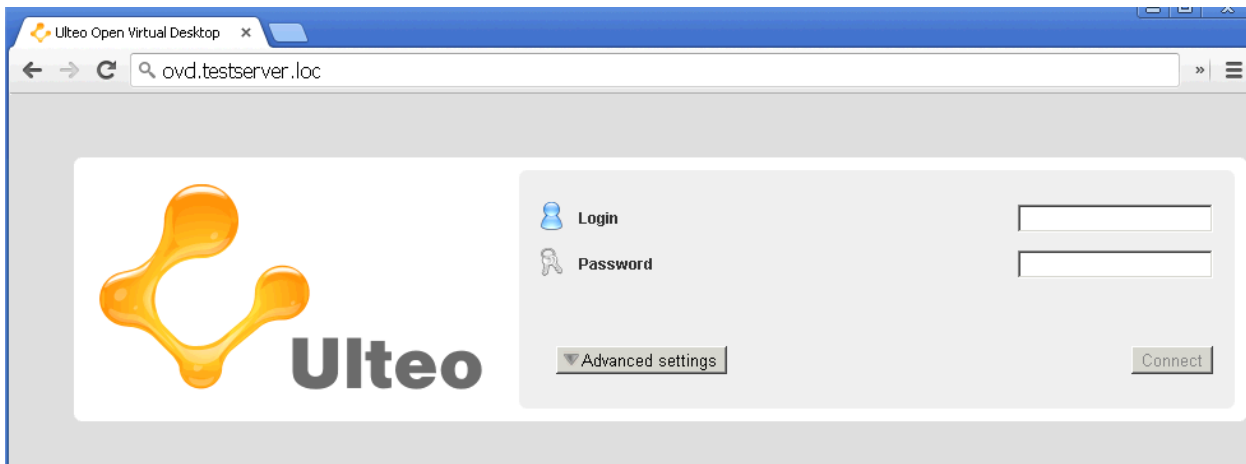 Ulteo Open Virtual Desktop
ovd.testserver.loc
Login
Password
Ulteo
Advanced settings
Connect